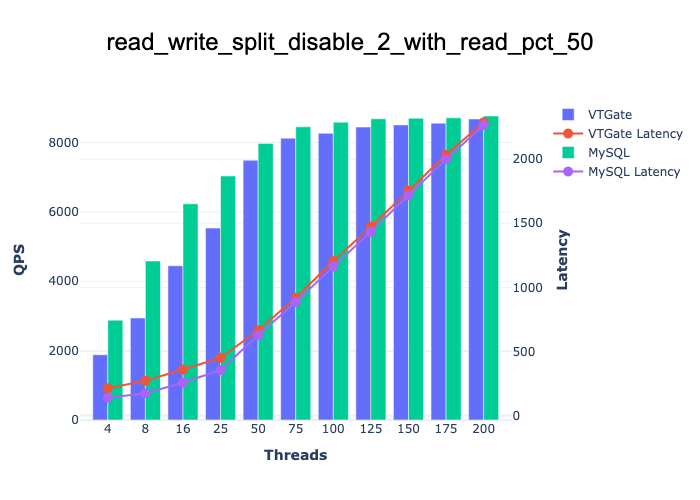 read_write_split_disable_2_with_read_pct_50
VTGate
VTGate Latency
MySQL
MySQL Latency
QPS
8000
6000
4000
2000
0
Latency
2000
1500
1000
500
0
4 8 16 25 50 75 100 125 150 175 200
Threads